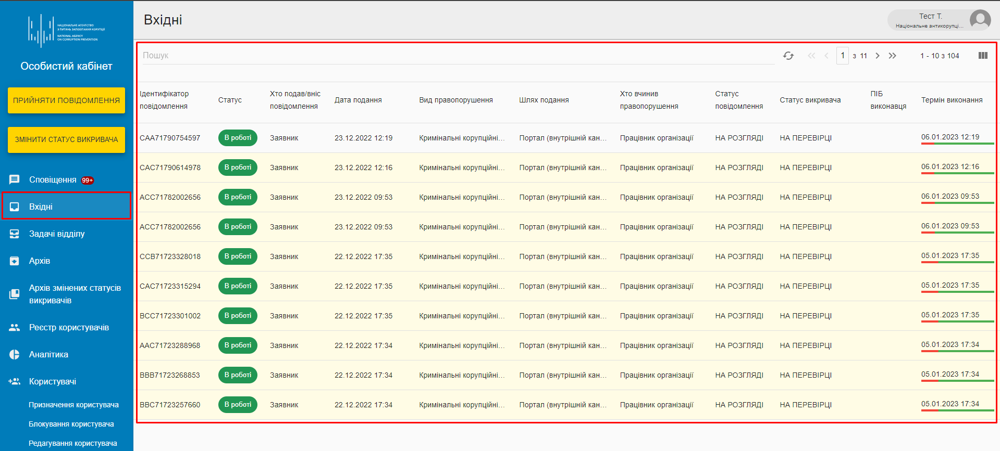 НАЦІОНАЛЬНЕ АГЕНТСТВО
З ПИТАНЬ ЗАПОБІГАННЯ КОРУПЦІЇ
NATIONAL AGENCY
ON CORRUPTION PREVENTION
Особистий кабінет
ПРИЙНЯТИ ПОВІДОМЛЕННЯ
ЗМІНИТИ СТАТУС ВИКРИВАЧА
Сповіщення 99+
Вхідні
Задачі відділу
Архів
Архів змінених статусів
викривачів
Реєстр користувачів
Аналітика
Користувачі
Призначення користувача
Блокування користувача
Редагування користувача
Вхідні
Тест Т.
Національне антикорупці...
Пошук
1 з 11
1 - 10 з 104
Ідентифікатор повідомлення Статус Хто подав/вніс повідомлення Дата подання Вид правопорушення Шлях подання Хто вчинив правопорушення Статус повідомлення Статус викривача ПІБ виконавця Термін виконання
CAA71790754597 В роботі Заявник 23.12.2022 12:19 Кримінальні корупційні... Портал (внутрішній кан... Працівник організації НА РОЗГЛЯДІ НА ПЕРЕВІРЦІ 06.01.2023 12:19
CAC71790614978 В роботі Заявник 23.12.2022 12:16 Кримінальні корупційні... Портал (внутрішній кан... Працівник організації НА РОЗГЛЯДІ НА ПЕРЕВІРЦІ 06.01.2023 12:16
ACC71782002656 В роботі Заявник 23.12.2022 09:53 Кримінальні корупційні... Портал (внутрішній кан... Працівник організації НА РОЗГЛЯДІ НА ПЕРЕВІРЦІ 06.01.2023 09:53
ACC71782002656 В роботі Заявник 23.12.2022 09:53 Кримінальні корупційні... Портал (внутрішній кан... Працівник організації НА РОЗГЛЯДІ НА ПЕРЕВІРЦІ 06.01.2023 09:53
CCB71723328018 В роботі Заявник 22.12.2022 17:35 Кримінальні корупційні... Портал (внутрішній кан... Працівник організації НА РОЗГЛЯДІ НА ПЕРЕВІРЦІ 05.01.2023 17:35
CAC71723315294 В роботі Заявник 22.12.2022 17:35 Кримінальні корупційні... Портал (внутрішній кан... Працівник організації НА РОЗГЛЯДІ НА ПЕРЕВІРЦІ 05.01.2023 17:35
BCC71723301002 В роботі Заявник 22.12.2022 17:35 Кримінальні корупційні... Портал (внутрішній кан... Працівник організації НА РОЗГЛЯДІ НА ПЕРЕВІРЦІ 05.01.2023 17:35
AAC71723288968 В роботі Заявник 22.12.2022 17:34 Кримінальні корупційні... Портал (внутрішній кан... Працівник організації НА РОЗГЛЯДІ НА ПЕРЕВІРЦІ 05.01.2023 17:34
BBB71723268853 В роботі Заявник 22.12.2022 17:34 Кримінальні корупційні... Портал (внутрішній кан... Працівник організації НА РОЗГЛЯДІ НА ПЕРЕВІРЦІ 05.01.2023 17:34
BBC71723257660 В роботі Заявник 22.12.2022 17:34 Кримінальні корупційні... Портал (внутрішній кан... Працівник організації НА РОЗГЛЯДІ НА ПЕРЕВІРЦІ 05.01.2023 17:34